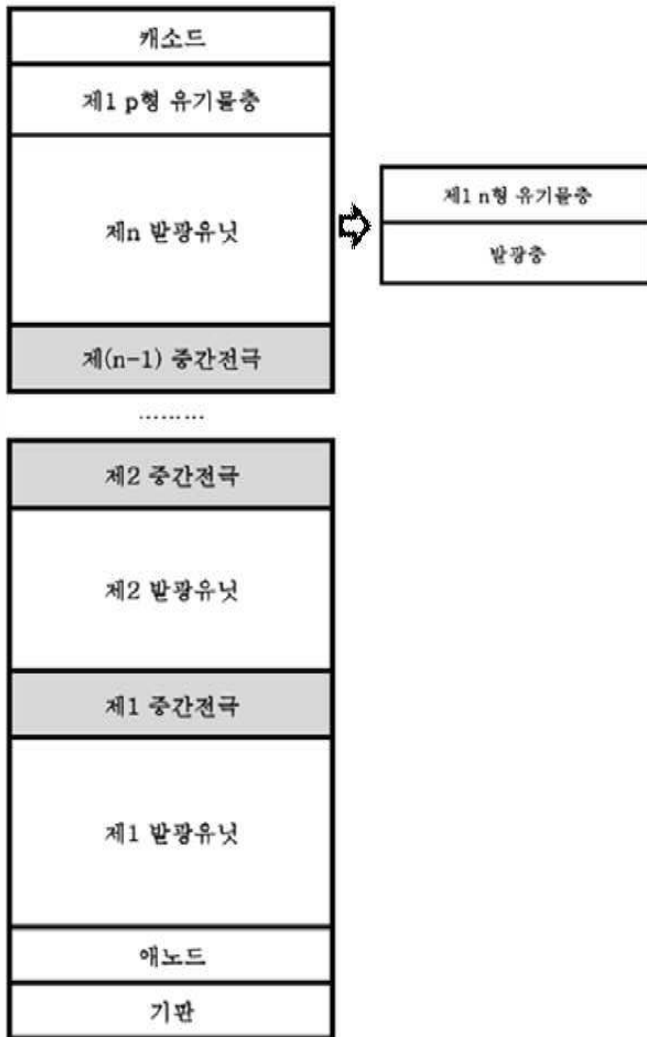 캐소드
제1 p형 유기물층
제n 발광유닛
제1 n형 유기물층
발광층
제(n-1) 중간전극
.........
제2 중간전극
제2 발광유닛
제1 중간전극
제1 발광유닛
애노드
기판